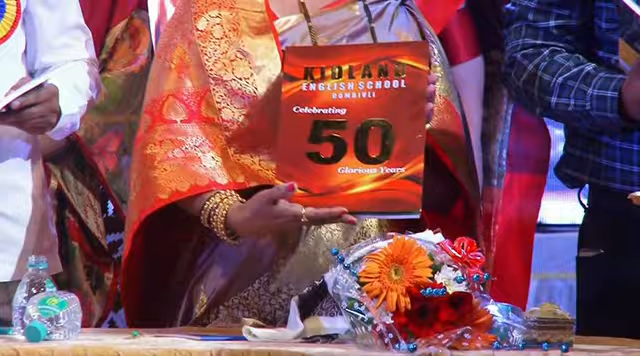 KIDLAND
ENGLISH SCHOOL
DOMBIVLI
Celebrating
50
Glorious Years